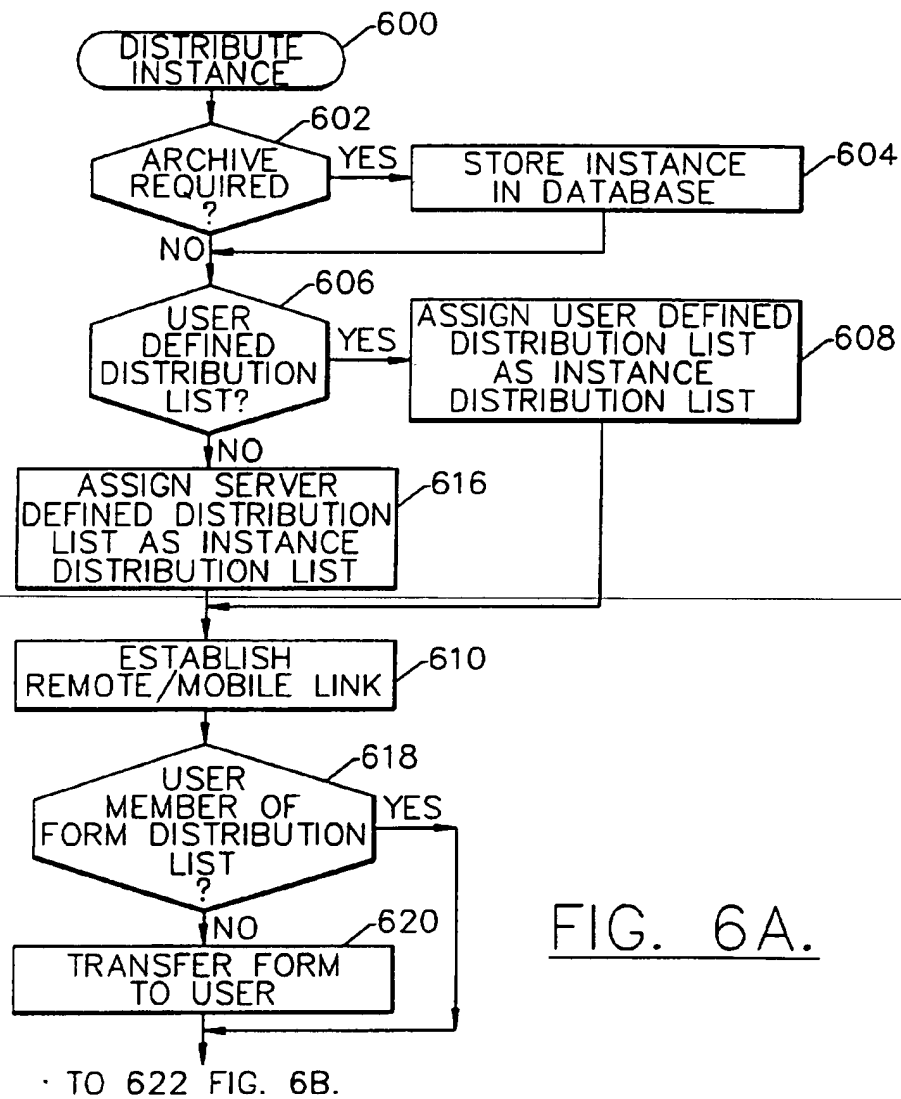 600
DISTRIBUTE
INSTANCE
602
ARCHIVE
REQUIRED
?
YES
604
STORE INSTANCE
IN DATABASE
NO
606
USER
DEFINED
DISTRIBUTION
LIST?
YES
608
ASSIGN USER DEFINED
DISTRIBUTION LIST
AS INSTANCE
DISTRIBUTION LIST
NO
616
ASSIGN SERVER
DEFINED DISTRIBUTION
LIST AS INSTANCE
DISTRIBUTION LIST
610
ESTABLISH
REMOTE/MOBILE LINK
618
USER
MEMBER OF
FORM DISTRIBUTION
LIST
?
YES
NO
620
TRANSFER FORM
TO USER
TO 622 FIG. 6B.
FIG. 6A.